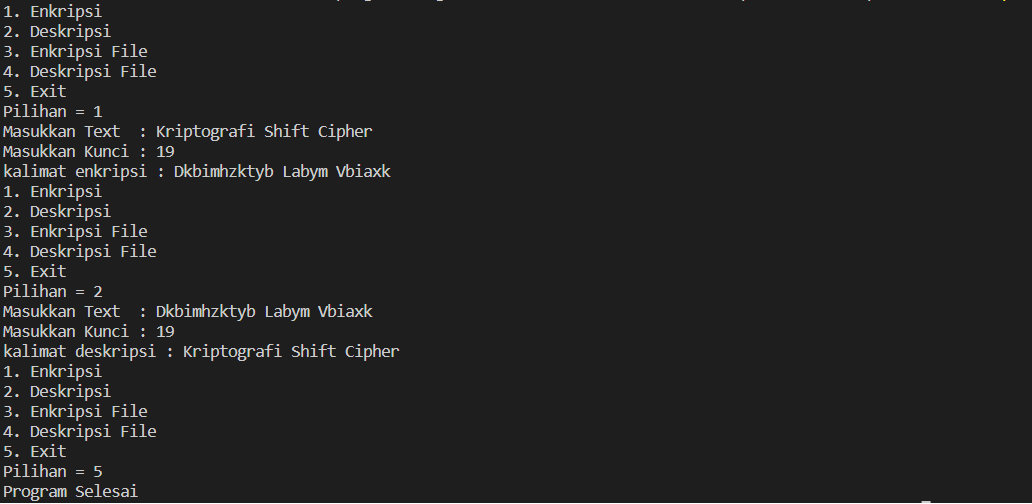 1. Enkripsi
2. Deskripsi
3. Enkripsi File
4. Deskripsi File
5. Exit
Pilihan = 1
Masukkan Text  : Kriptografi Shift Cipher
Masukkan Kunci : 19
kalimat enkripsi : Dkbimhzktyb Labym Vbiaxk
1. Enkripsi
2. Deskripsi
3. Enkripsi File
4. Deskripsi File
5. Exit
Pilihan = 2
Masukkan Text  : Dkbimhzktyb Labym Vbiaxk
Masukkan Kunci : 19
kalimat deskripsi : Kriptografi Shift Cipher
1. Enkripsi
2. Deskripsi
3. Enkripsi File
4. Deskripsi File
5. Exit
Pilihan = 5
Program Selesai